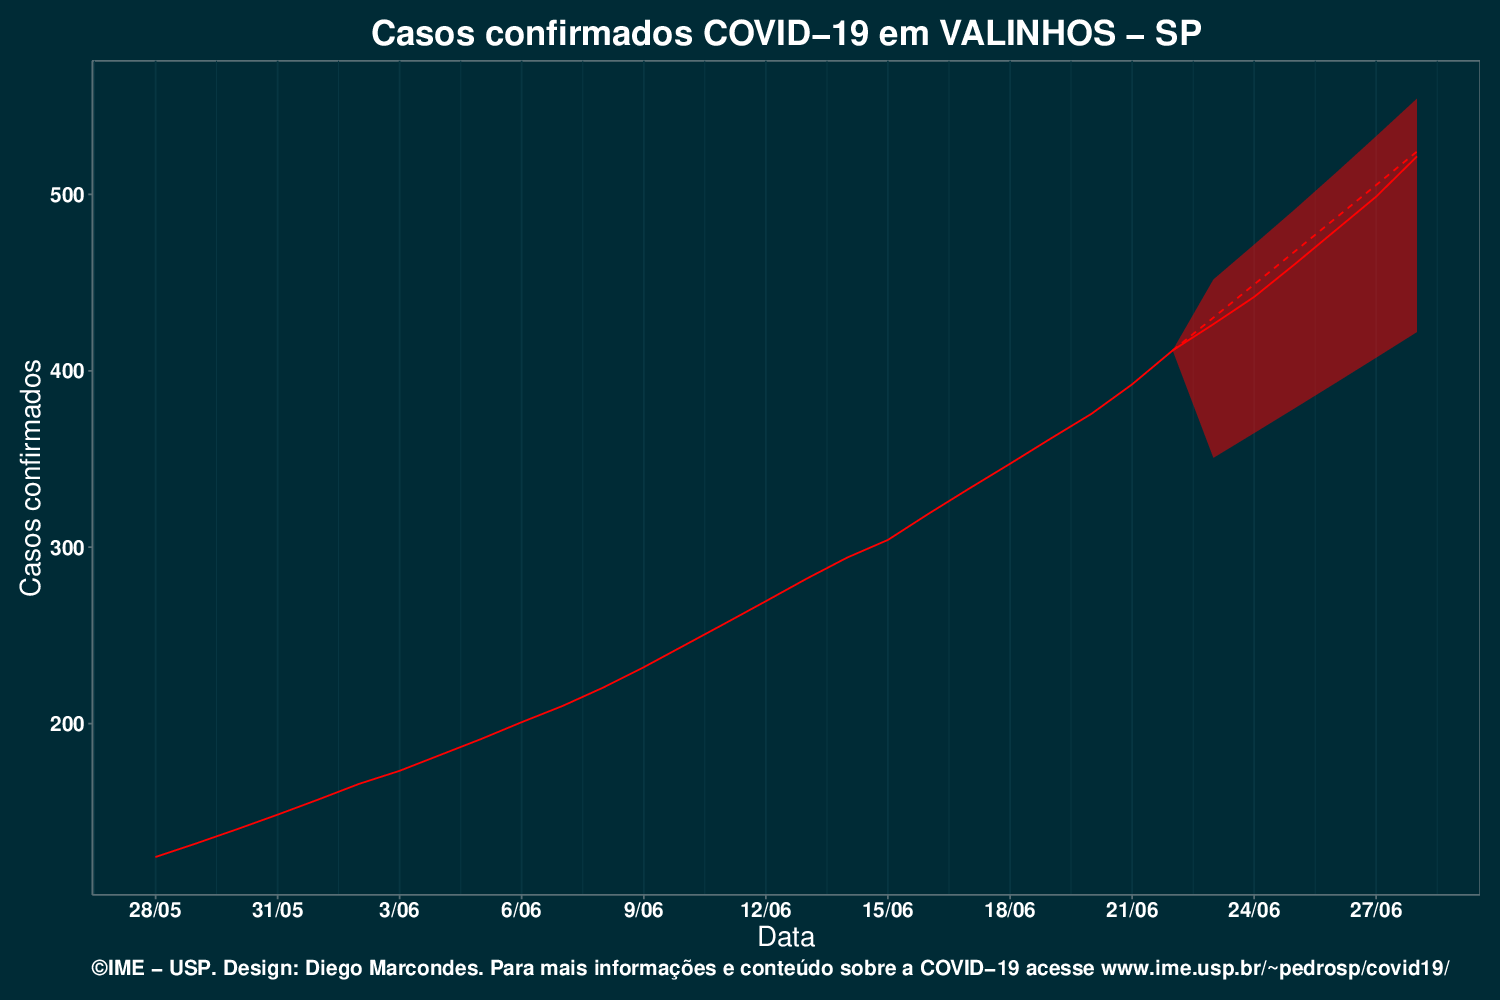 Casos confirmados COVID−19 em VALINHOS − SP
Casos confirmados
500
400
300
200
28/05 31/05 3/06 6/06 9/06 12/06 15/06 18/06 21/06 24/06 27/06
Data
©IME − USP. Design: Diego Marcondes. Para mais informações e conteúdo sobre a COVID−19 acesse www.ime.usp.br/~pedrosp/covid19/